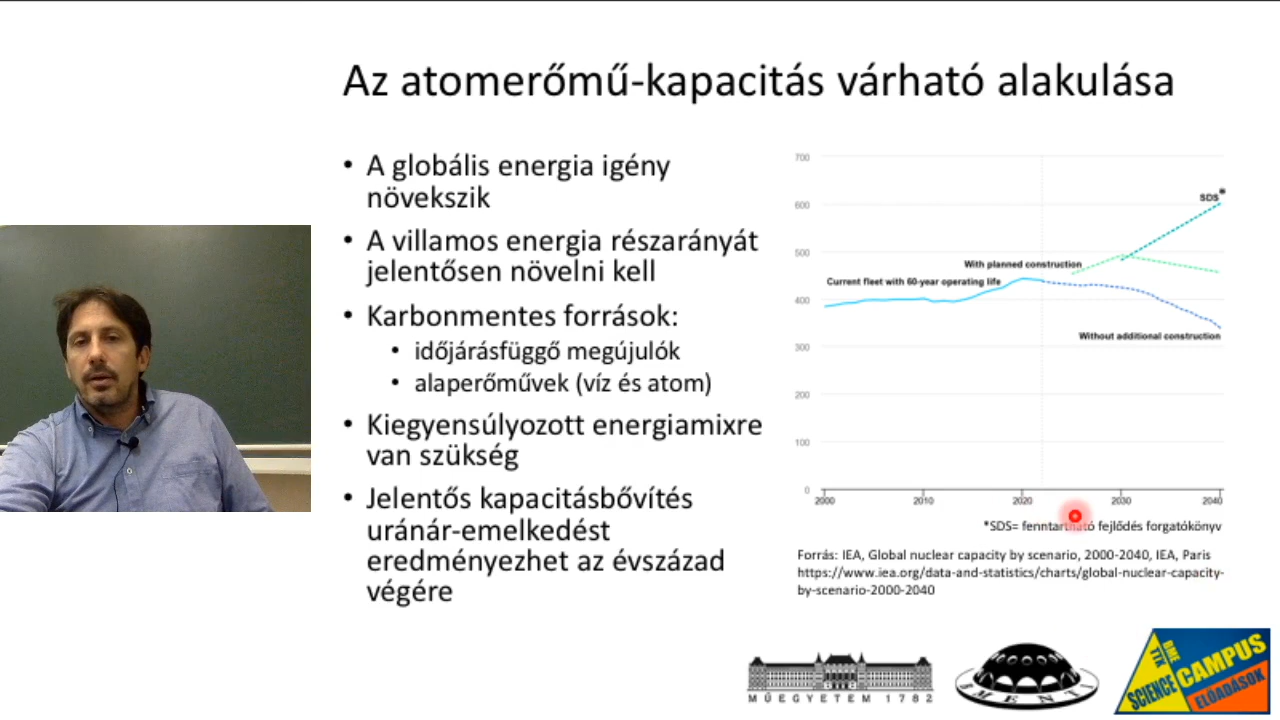 Az atomerőmű-kapacitás várható alakulása
• A globális energia igény
növekszik
• A villamos energia részarányát
jelentősen növelni kell
• Karbonmentes források:
• időjárásfüggő megújulók
• alaperőművek (víz és atom)
• Kiegyensúlyozott energiamixre
van szükség
• Jelentős kapacitásbővítés
uránár-emelkedést
eredményezhet az évszázad
végére
700
600
500
400
300
200
100
0
2000 2010 2020 2030 2040
SDS*
With planned construction
Current fleet with 60-year operating life
Without additional construction
*SDS= fenntartható fejlődés forgatókönyv
Forrás: IEA, Global nuclear capacity by scenario, 2000-2040, IEA, Paris
https://www.iea.org/data-and-statistics/charts/global-nuclear-capacity-
by-scenario-2000-2040
MŰEGYETEM 1782
SMENTI
BME
TTK
SCIENCE
CAMPUS
ELŐADÁSOK